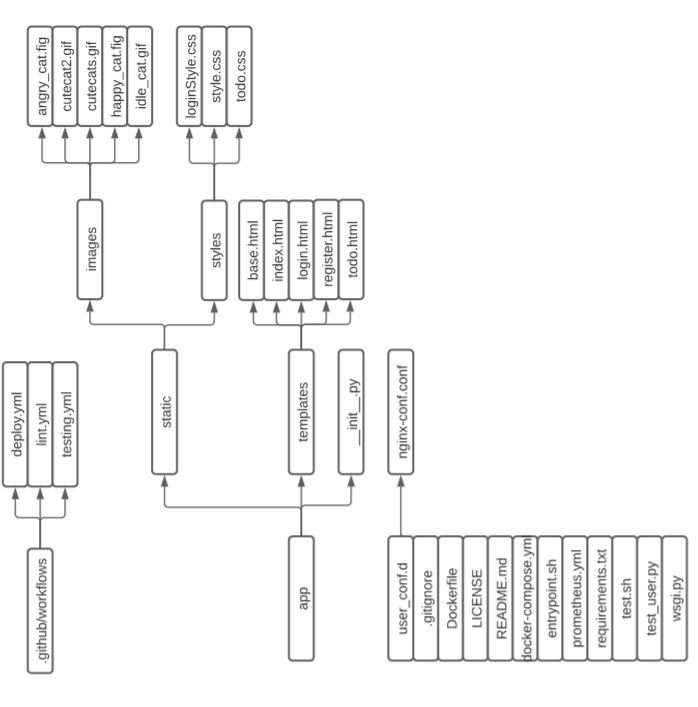 .github/workflows
deploy.yml
lint.yml
testing.yml
app
static
images
angry_cat.fig
cutecat2.gif
cutecats.gif
happy_cat.fig
idle_cat.gif
styles
loginStyle.css
style.css
todo.css
templates
base.html
index.html
login.html
register.html
todo.html
__init__.py
user_conf.d
nginx-conf.conf
.gitignore
Dockerfile
LICENSE
README.md
docker-compose.yml
entrypoint.sh
prometheus.yml
requirements.txt
test.sh
test_user.py
wsgi.py